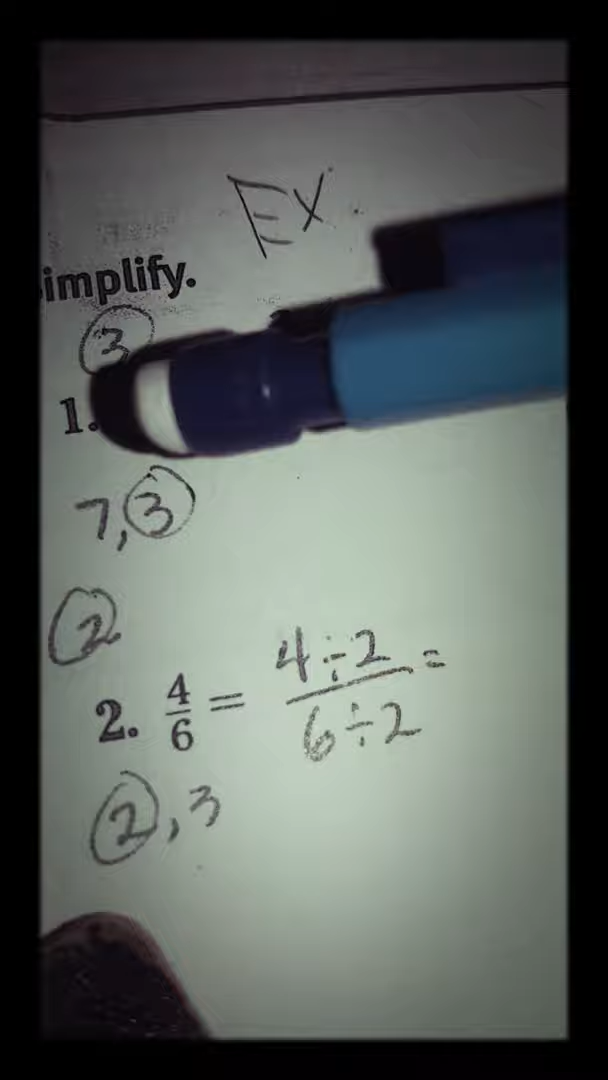 EX
implify.
3
1.
7, 3
2
2. 4/6 = 4÷2/6÷2 =
2, 3